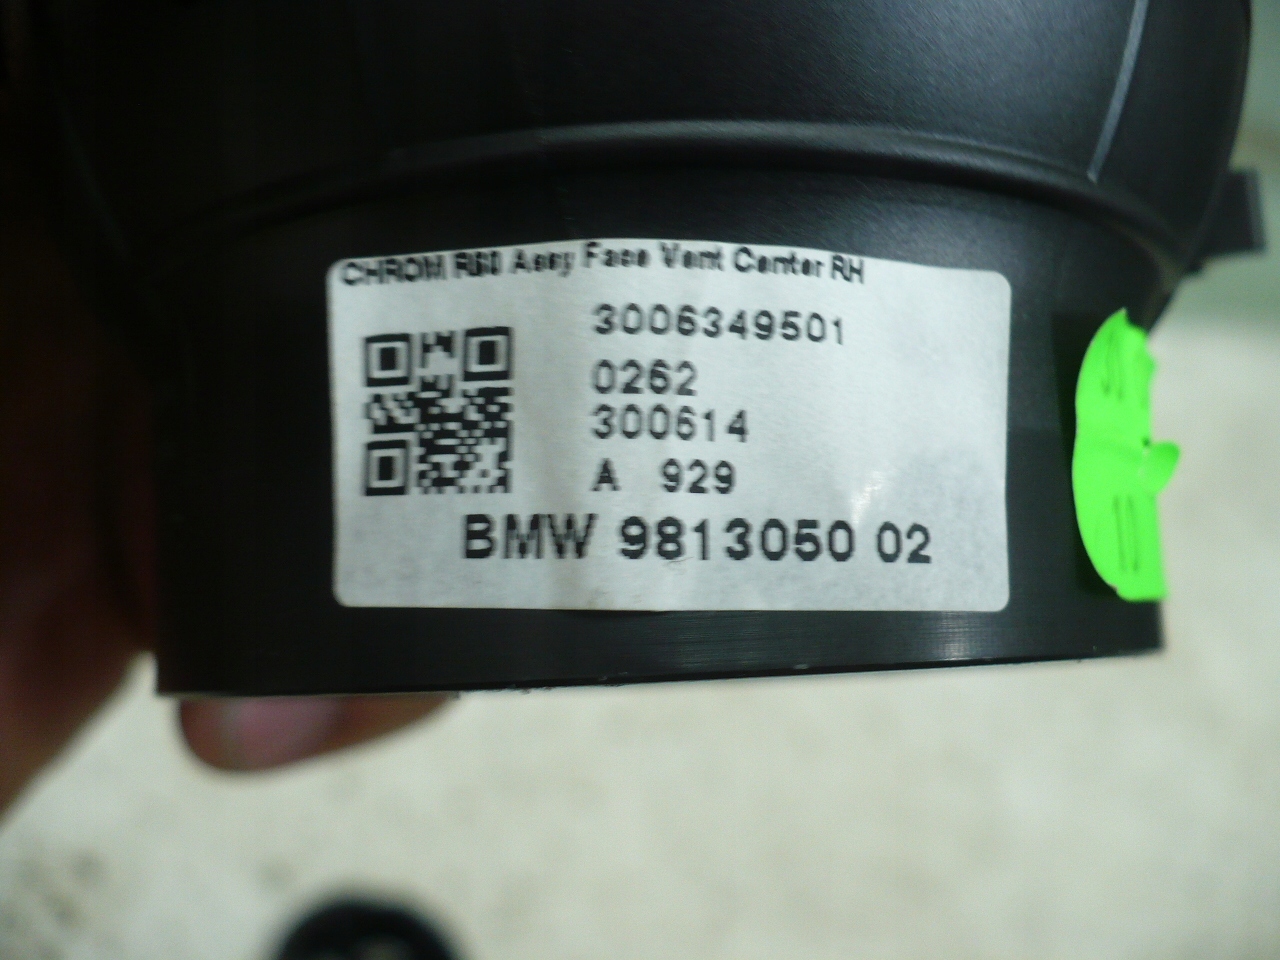 CHROM R60 Assy Face Vent Center RH
3006349501
0262
300614
A 929
BMW 9813050 02